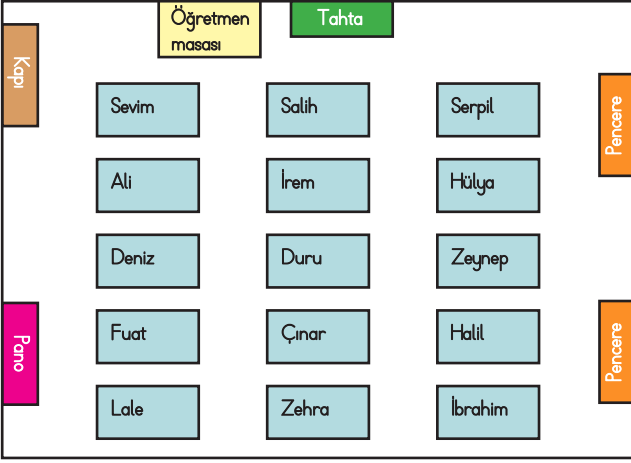 Öğretmen
masası
Tahta
Kapı
Sevim
Salih
Serpil
Pencere
Ali
İrem
Hülya
Deniz
Duru
Zeynep
Pano
Fuat
Çınar
Halil
Pencere
Lale
Zehra
İbrahim